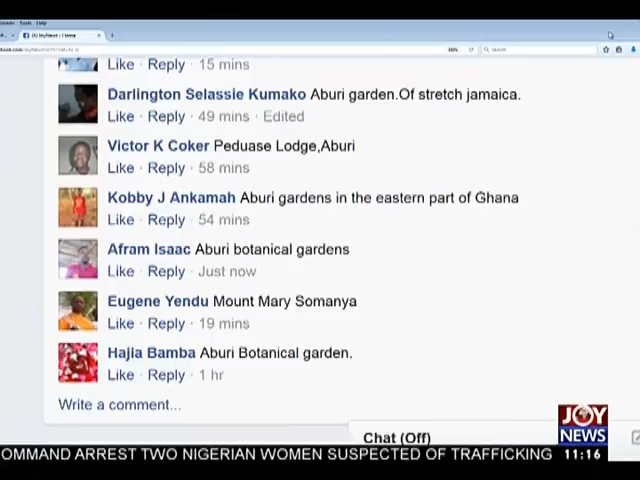 Tools Help
Home
Search
Like · Reply · 15 mins
Darlington Selassie Kumako Aburi garden.Of stretch jamaica.
Like · Reply · 49 mins · Edited
Victor K Coker Peduase Lodge,Aburi
Like · Reply · 58 mins
Kobby J Ankamah Aburi gardens in the eastern part of Ghana
Like · Reply · 54 mins
Afram Isaac Aburi botanical gardens
Like · Reply · Just now
Eugene Yendu Mount Mary Somanya
Like · Reply · 19 mins
Hajia Bamba Aburi Botanical garden.
Like · Reply · 1 hr
Write a comment...
Chat (Off)
JOY
NEWS
OMMAND ARREST TWO NIGERIAN WOMEN SUSPECTED OF TRAFFICKING
11:16